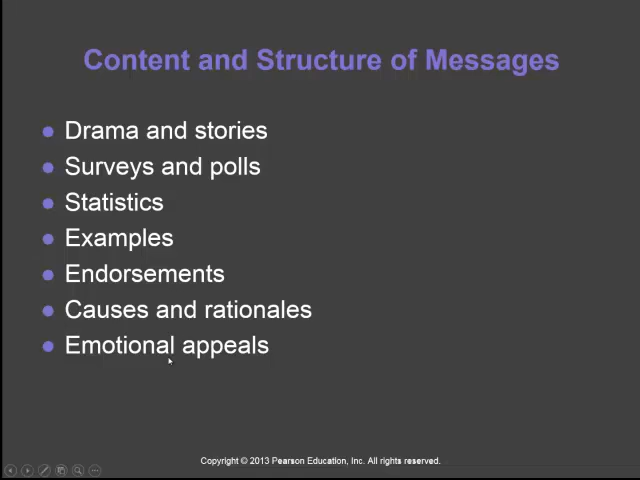 Content and Structure of Messages
Drama and stories
Surveys and polls
Statistics
Examples
Endorsements
Causes and rationales
Emotional appeals
Copyright © 2013 Pearson Education, Inc. All rights reserved.